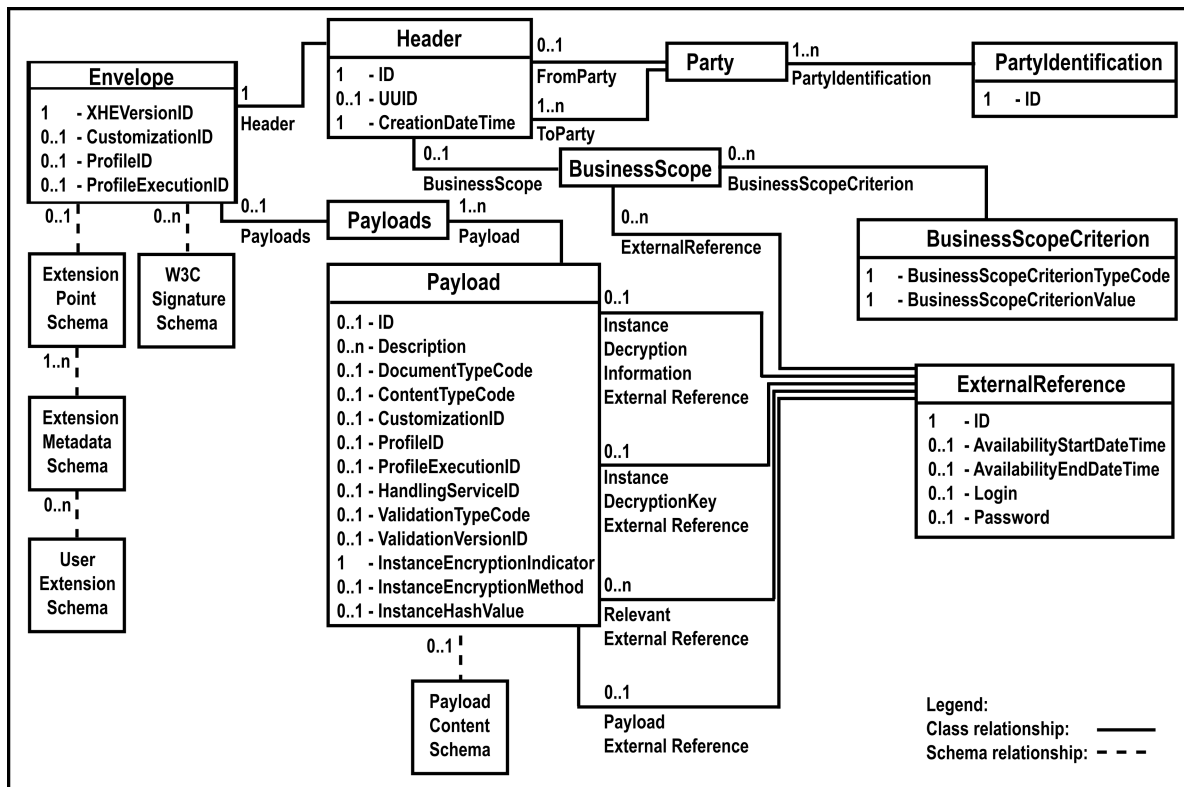 Envelope
1 - XHEVersionID
0..1 - CustomizationID
0..1 - ProfileID
0..1 - ProfileExecutionID
1
Header
Header
1 - ID
0..1 - UUID
1 - CreationDateTime
0..1
FromParty
1..n
ToParty
Party
1..n
PartyIdentification
PartyIdentification
1 - ID
0..1
BusinessScope
BusinessScope
0..n
BusinessScopeCriterion
BusinessScopeCriterion
1 - BusinessScopeCriterionTypeCode
1 - BusinessScopeCriterionValue
0..n
ExternalReference
0..1
Payloads
Payloads
1..n
Payload
0..1
Extension
Point
Schema
0..n
W3C
Signature
Schema
1..n
Extension
Metadata
Schema
0..n
User
Extension
Schema
Payload
0..1 - ID
0..n - Description
0..1 - DocumentTypeCode
0..1 - ContentTypeCode
0..1 - CustomizationID
0..1 - ProfileID
0..1 - ProfileExecutionID
0..1 - HandlingServiceID
0..1 - ValidationTypeCode
0..1 - ValidationVersionID
1 - InstanceEncryptionIndicator
0..1 - InstanceEncryptionMethod
0..1 - InstanceHashValue
0..1
Instance
Decryption
Information
External Reference
0..1
Instance
DecryptionKey
External Reference
0..n
Relevant
External Reference
0..1
Payload
External Reference
ExternalReference
1 - ID
0..1 - AvailabilityStartDateTime
0..1 - AvailabilityEndDateTime
0..1 - Login
0..1 - Password
0..1
Payload
Content
Schema
Legend:
Class relationship:
Schema relationship: